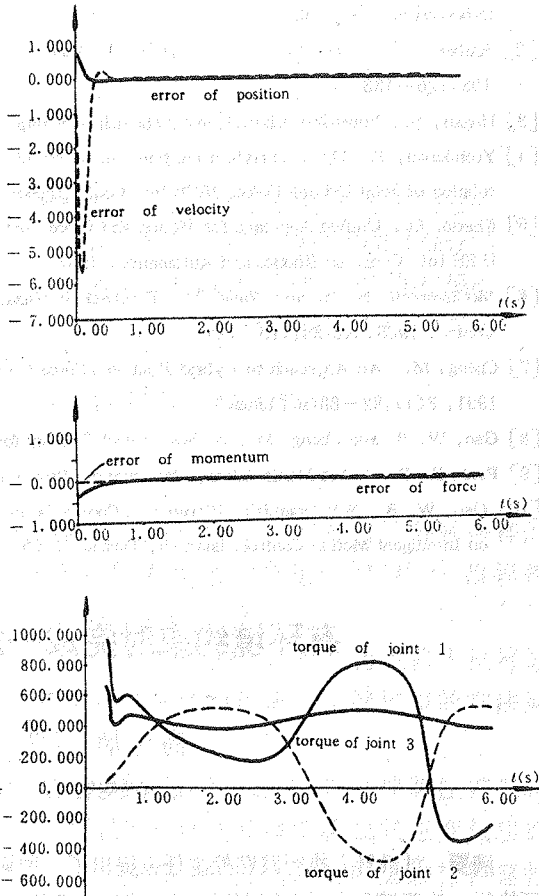 1.000
0.000
error of position
-1.000
-2.000
-3.000
-4.000
error of velocity
-5.000
-6.000
-7.000
t(s)
0.00 1.00 2.00 3.00 4.00 5.00 6.00
1.000
error of momentum
0.000
error of force
t(s)
-1.000
0.00 1.00 2.00 3.00 4.00 5.00 6.00
1000.000
torque of joint 1
800.000
600.000
400.000
torque of joint 3
200.000
t(s)
0.000
1.00 2.00 3.00 4.00 5.00 6.00
-200.000
-400.000
-600.000
torque of joint 2